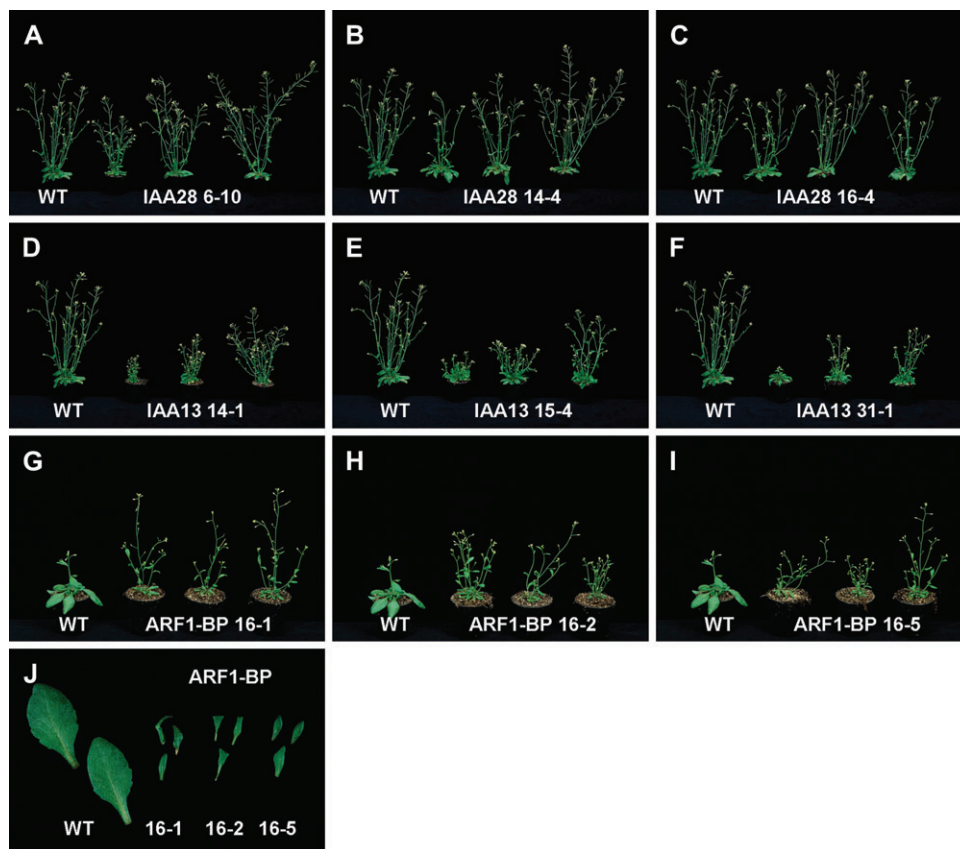 A
WT IAA28 6-10
B
WT IAA28 14-4
C
WT IAA28 16-4
D
WT IAA13 14-1
E
WT IAA13 15-4
F
WT IAA13 31-1
G
WT ARF1-BP 16-1
H
WT ARF1-BP 16-2
I
WT ARF1-BP 16-5
J ARF1-BP
WT 16-1 16-2 16-5